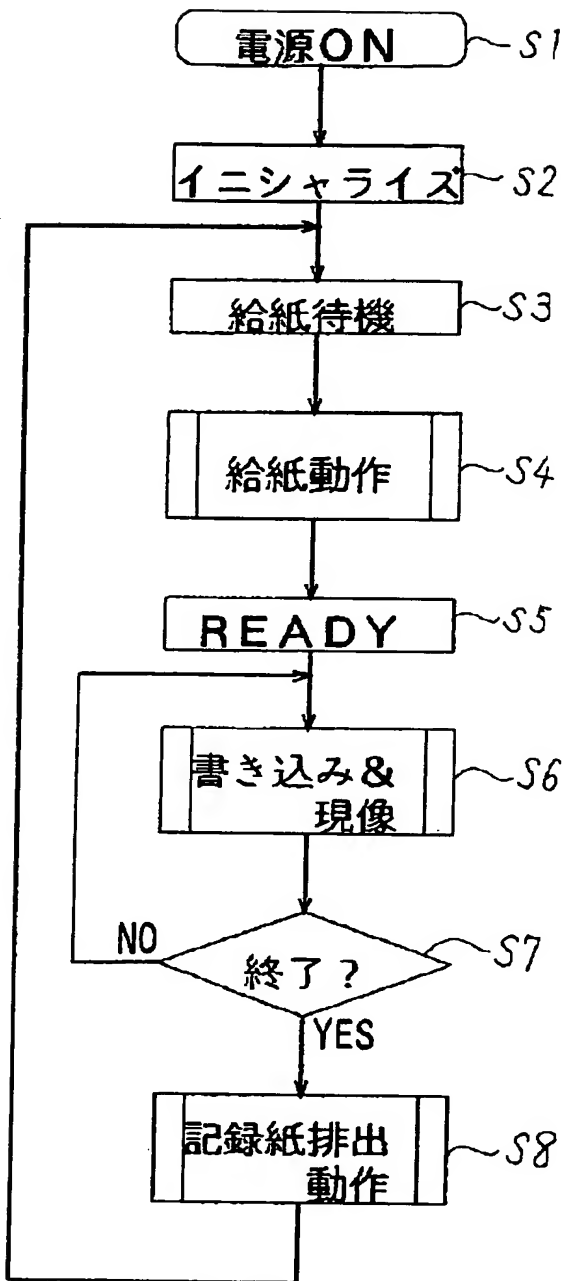 電源ON S1
イニシャライズ S2
給紙待機 S3
給紙動作 S4
READY S5
書き込み& S6
現像
NO 終了? S7
YES
記録紙排出 S8
動作